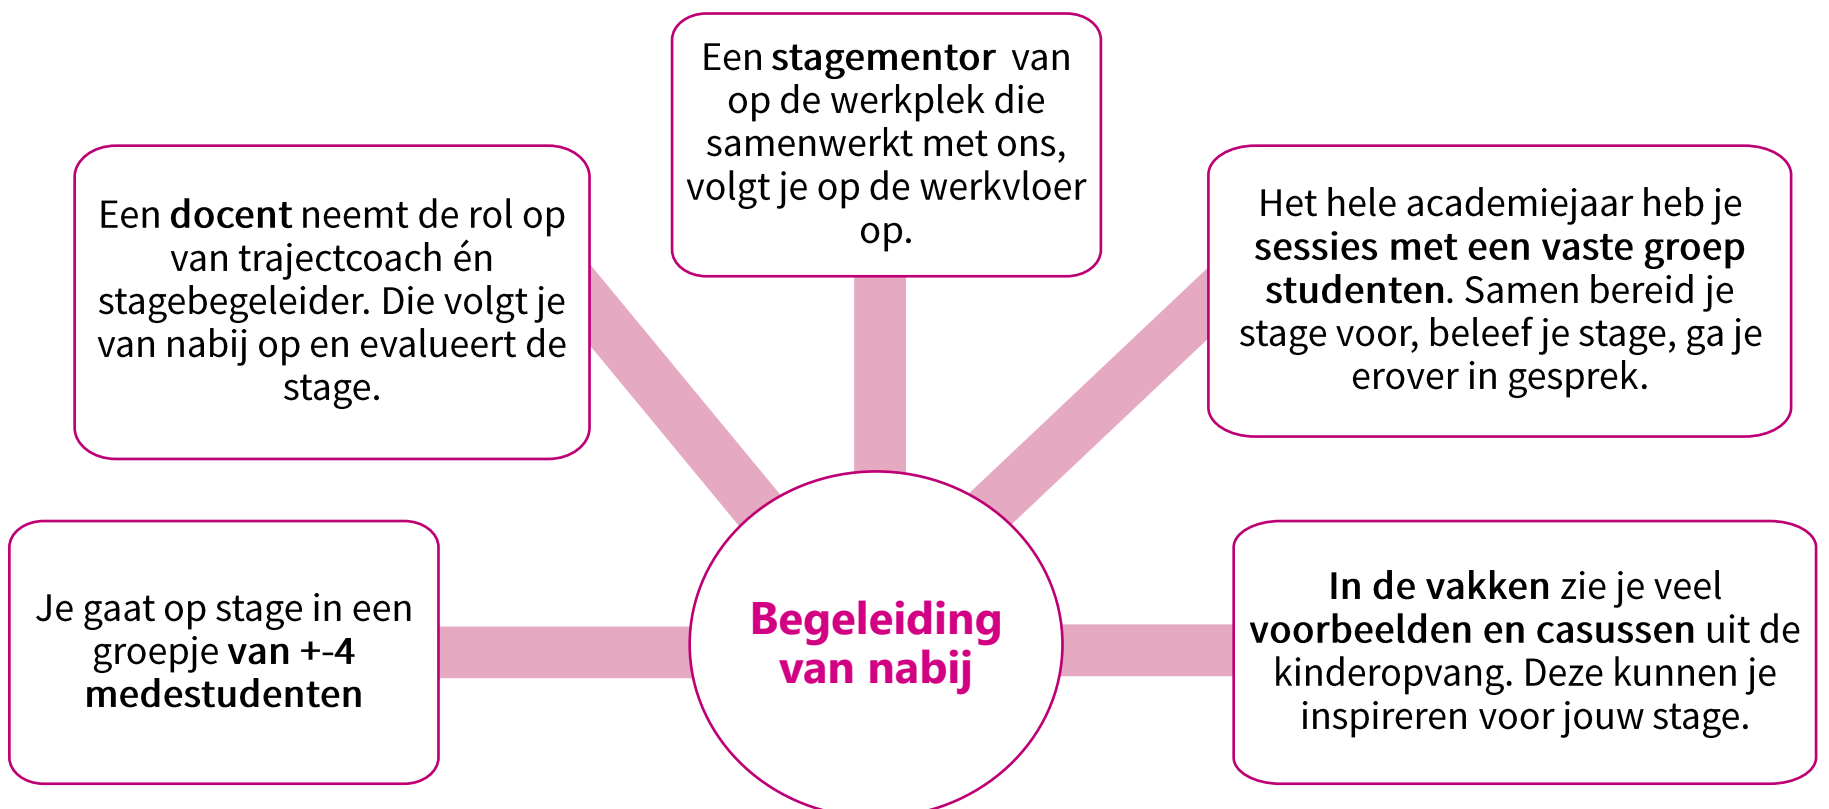 Een stagementor van
op de werkplek die
samenwerkt met ons,
volgt je op de werkvloer
op.
Een docent neemt de rol op
van trajectcoach én
stagebegeleider. Die volgt je
van nabij op en evalueert de
stage.
Het hele academiejaar heb je
sessies met een vaste groep
studenten. Samen bereid je
stage voor, beleef je stage, ga je
erover in gesprek.
Je gaat op stage in een
groepje van +-4
medestudenten
Begeleiding
van nabij
In de vakken zie je veel
voorbeelden en casussen uit de
kinderopvang. Deze kunnen je
inspireren voor jouw stage.